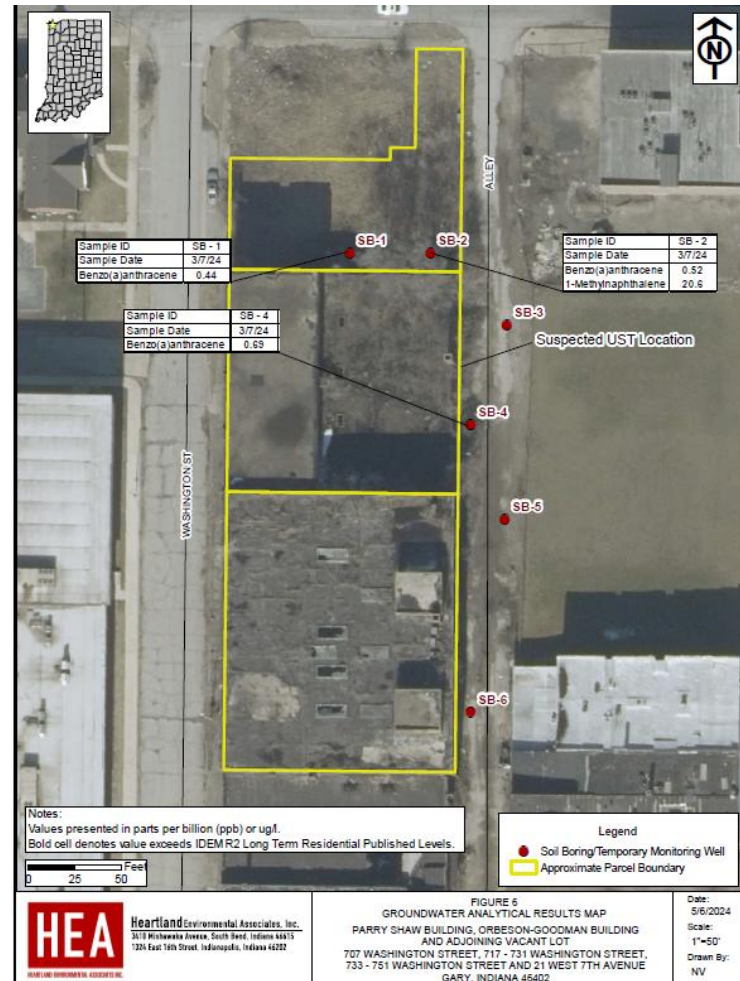 N
ALLEY
SB-1
SB-2
Sample ID SB - 1
Sample Date 3/7/24
Benzo(a)anthracene 0.44
Sample ID SB - 2
Sample Date 3/7/24
Benzo(a)anthracene 0.52
1-Methylnaphthalene 20.6
Sample ID SB - 4
Sample Date 3/7/24
Benzo(a)anthracene 0.69
SB-3
Suspected UST Location
SB-4
WASHINGTON ST
SB-5
SB-6
Notes:
Values presented in parts per billion (ppb) or ug/l.
Bold cell denotes value exceeds IDEM R2 Long Term Residential Published Levels.
Feet
0 25 50
Legend
Soil Boring/Temporary Monitoring Well
Approximate Parcel Boundary
HEA
HEARTLAND ENVIRONMENTAL ASSOCIATES INC.
Heartland Environmental Associates, Inc.
3410 Mishawaka Avenue, South Bend, Indiana 46615
1324 East 16th Street, Indianapolis, Indiana 46202
FIGURE 6
GROUNDWATER ANALYTICAL RESULTS MAP
PARRY SHAW BUILDING, ORBESON-GOODMAN BUILDING
AND ADJOINING VACANT LOT
707 WASHINGTON STREET, 717 - 731 WASHINGTON STREET,
733 - 751 WASHINGTON STREET AND 21 WEST 7TH AVENUE
GARY, INDIANA 46402
Date:
5/6/2024
Scale:
1"=50'
Drawn By:
NV